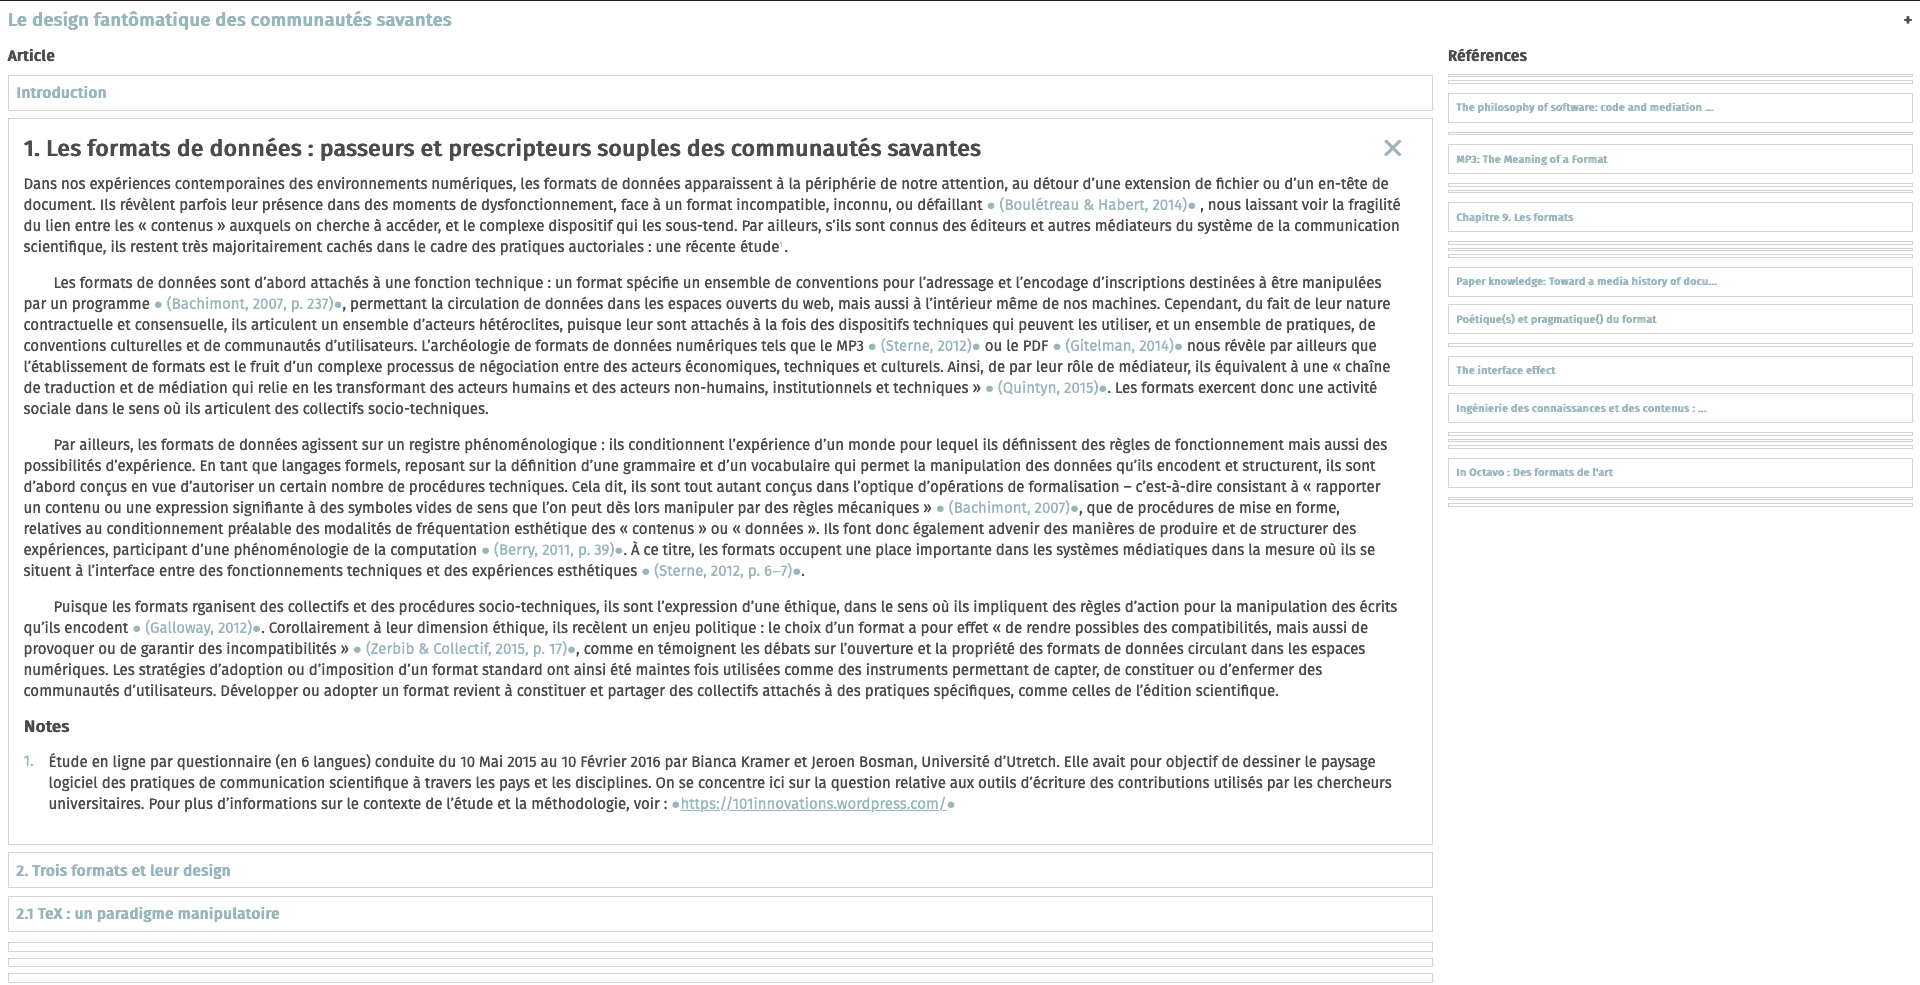 Le design fantômatique des communautés savantes
+
Article
Introduction
1. Les formats de données : passeurs et prescripteurs souples des communautés savantes
×
Dans nos expériences contemporaines des environnements numériques, les formats de données apparaissent à la périphérie de notre attention, au détour d’une extension de fichier ou d’un en-tête de
document. Ils révèlent parfois leur présence dans des moments de dysfonctionnement, face à un format incompatible, inconnu, ou défaillant ● (Boulétreau & Habert, 2014)● , nous laissant voir la fragilité
du lien entre les « contenus » auxquels on cherche à accéder, et le complexe dispositif qui les sous-tend. Par ailleurs, s’ils sont connus des éditeurs et autres médiateurs du système de la communication
scientifique, ils restent très majoritairement cachés dans le cadre des pratiques auctoriales : une récente étude¹.
Les formats de données sont d’abord attachés à une fonction technique : un format spécifie un ensemble de conventions pour l’adressage et l’encodage d’inscriptions destinées à être manipulées
par un programme ● (Bachimont, 2007, p. 237)●, permettant la circulation de données dans les espaces ouverts du web, mais aussi à l’intérieur même de nos machines. Cependant, du fait de leur nature
contractuelle et consensuelle, ils articulent un ensemble d’acteurs hétéroclites, puisque leur sont attachés à la fois des dispositifs techniques qui peuvent les utiliser, et un ensemble de pratiques, de
conventions culturelles et de communautés d’utilisateurs. L’archéologie de formats de données numériques tels que le MP3 ● (Sterne, 2012)● ou le PDF ● (Gitelman, 2014)● nous révèle par ailleurs que
l’établissement de formats est le fruit d’un complexe processus de négociation entre des acteurs économiques, techniques et culturels. Ainsi, de par leur rôle de médiateur, ils équivalent à une « chaîne
de traduction et de médiation qui relie en les transformant des acteurs humains et des acteurs non-humains, institutionnels et techniques » ● (Quintyn, 2015)●. Les formats exercent donc une activité
sociale dans le sens où ils articulent des collectifs socio-techniques.
Par ailleurs, les formats de données agissent sur un registre phénoménologique : ils conditionnent l’expérience d’un monde pour lequel ils définissent des règles de fonctionnement mais aussi des
possibilités d’expérience. En tant que langages formels, reposant sur la définition d’une grammaire et d’un vocabulaire qui permet la manipulation des données qu’ils encodent et structurent, ils sont
d’abord conçus en vue d’autoriser un certain nombre de procédures techniques. Cela dit, ils sont tout autant conçus dans l’optique d’opérations de formalisation – c’est-à-dire consistant à « rapporter
un contenu ou une expression signifiante à des symboles vides de sens que l’on peut dès lors manipuler par des règles mécaniques » ● (Bachimont, 2007)●, que de procédures de mise en forme,
relatives au conditionnement préalable des modalités de fréquentation esthétique des « contenus » ou « données ». Ils font donc également advenir des manières de produire et de structurer des
expériences, participant d’une phénoménologie de la computation ● (Berry, 2011, p. 39)●. À ce titre, les formats occupent une place importante dans les systèmes médiatiques dans la mesure où ils se
situent à l’interface entre des fonctionnements techniques et des expériences esthétiques ● (Sterne, 2012, p. 6–7)●.
Puisque les formats rganisent des collectifs et des procédures socio-techniques, ils sont l’expression d’une éthique, dans le sens où ils impliquent des règles d’action pour la manipulation des écrits
qu’ils encodent ● (Galloway, 2012)●. Corollairement à leur dimension éthique, ils recèlent un enjeu politique : le choix d’un format a pour effet « de rendre possibles des compatibilités, mais aussi de
provoquer ou de garantir des incompatibilités » ● (Zerbib & Collectif, 2015, p. 17)●, comme en témoignent les débats sur l’ouverture et la propriété des formats de données circulant dans les espaces
numériques. Les stratégies d’adoption ou d’imposition d’un format standard ont ainsi été maintes fois utilisées comme des instruments permettant de capter, de constituer ou d’enfermer des
communautés d’utilisateurs. Développer ou adopter un format revient à constituer et partager des collectifs attachés à des pratiques spécifiques, comme celles de l’édition scientifique.
Notes
1. Étude en ligne par questionnaire (en 6 langues) conduite du 10 Mai 2015 au 10 Février 2016 par Bianca Kramer et Jeroen Bosman, Université d’Utretch. Elle avait pour objectif de dessiner le paysage
logiciel des pratiques de communication scientifique à travers les pays et les disciplines. On se concentre ici sur la question relative aux outils d’écriture des contributions utilisés par les chercheurs
universitaires. Pour plus d’informations sur le contexte de l’étude et la méthodologie, voir : ●https://101innovations.wordpress.com/●
2. Trois formats et leur design
2.1 TeX : un paradigme manipulatoire
Références
The philosophy of software: code and mediation ...
MP3: The Meaning of a Format
Chapitre 9. Les formats
Paper knowledge: Toward a media history of docu...
Poétique(s) et pragmatique() du format
The interface effect
Ingénierie des connaissances et des contenus : ...
In Octavo : Des formats de l'art